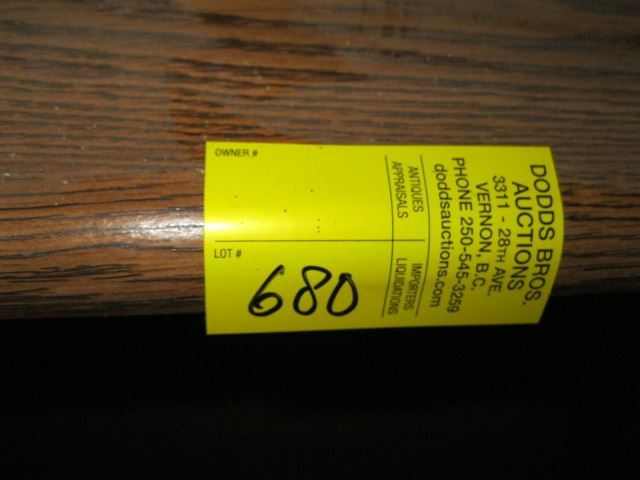 DODDS BROS.
AUCTIONS
3311 - 28TH AVE.
VERNON, B.C.
PHONE 250-545-3259
doddsauctions.com
ANTIQUES IMPORTERS
APPRAISALS LIQUIDATIONS
OWNER #
LOT #
680